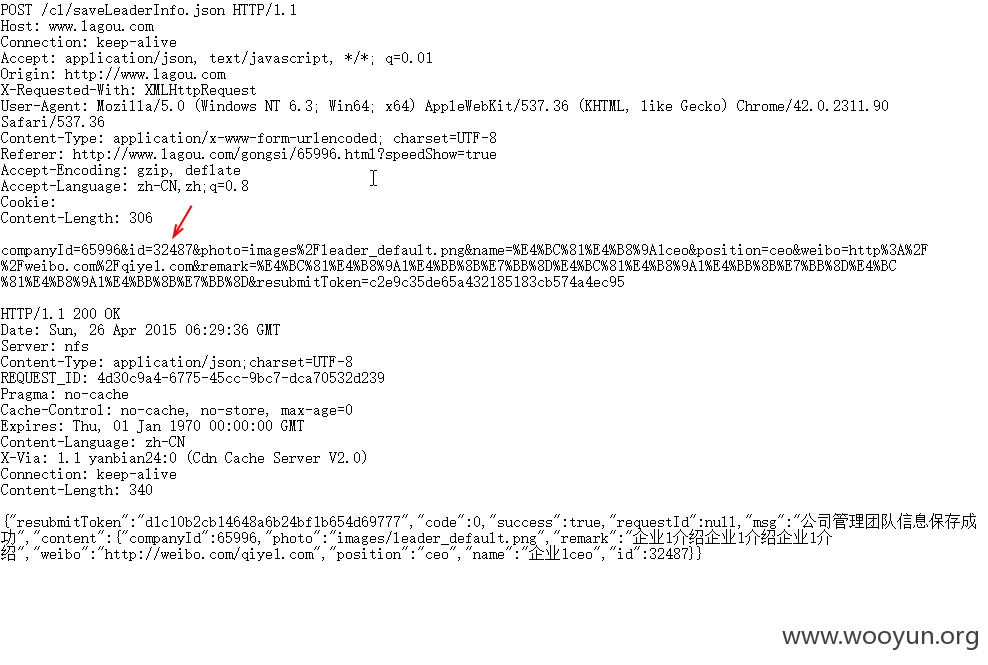 POST /c1/saveLeaderInfo.json HTTP/1.1
Host: www.lagou.com
Connection: keep-alive
Accept: application/json, text/javascript, */*; q=0.01
Origin: http://www.lagou.com
X-Requested-With: XMLHttpRequest
User-Agent: Mozilla/5.0 (Windows NT 6.3; Win64; x64) AppleWebKit/537.36 (KHTML, like Gecko) Chrome/42.0.2311.90
Safari/537.36
Content-Type: application/x-www-form-urlencoded; charset=UTF-8
Referer: http://www.lagou.com/gongsi/65996.html?speedShow=true
Accept-Encoding: gzip, deflate
Accept-Language: zh-CN,zh;q=0.8
Cookie:
Content-Length: 306
companyId=65996&id=32487&photo=images%2Fleader_default.png&name=%E4%BC%81%E4%B8%9A1ceo&position=ceo&weibo=http%3A%2F
%2Fweibo.com%2Fqiye1.com&remark=%E4%BC%81%E4%B8%9A1%E4%BB%8B%E7%BB%8D%E4%BC%81%E4%B8%9A1%E4%BB%8B%E7%BB%8D%E4%BC
%81%E4%B8%9A1%E4%BB%8B%E7%BB%8D&resubmitToken=c2e9c35de65a432185183cb574a4ec95
HTTP/1.1 200 OK
Date: Sun, 26 Apr 2015 06:29:36 GMT
Server: nfs
Content-Type: application/json;charset=UTF-8
REQUEST_ID: 4d30c9a4-6775-45cc-9bc7-dca70532d239
Pragma: no-cache
Cache-Control: no-cache, no-store, max-age=0
Expires: Thu, 01 Jan 1970 00:00:00 GMT
Content-Language: zh-CN
X-Via: 1.1 yanbian24:0 (Cdn Cache Server V2.0)
Connection: keep-alive
Content-Length: 340
{"resubmitToken":"d1c10b2cb14648a6b24bf1b654d69777","code":0,"success":true,"requestId":null,"msg":"公司管理团队信息保存成
功","content":{"companyId":65996,"photo":"images/leader_default.png","remark":"企业1介绍企业1介绍企业1介
绍","weibo":"http://weibo.com/qiye1.com","position":"ceo","name":"企业1ceo","id":32487}}
www.wooyun.org